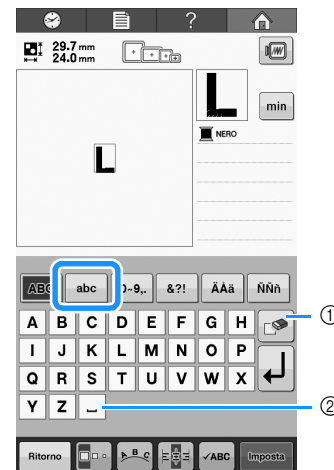 ?
29.7 mm
24.0 mm
L
min
NERO
L
ABC abc 0~9,. &?! ÄÅä ÑÑñ
A B C D E F G H ①
I J K L M N O P
Q R S T U V W X
Y Z ⎵ ②
Ritorno A B C ✓ABC Imposta